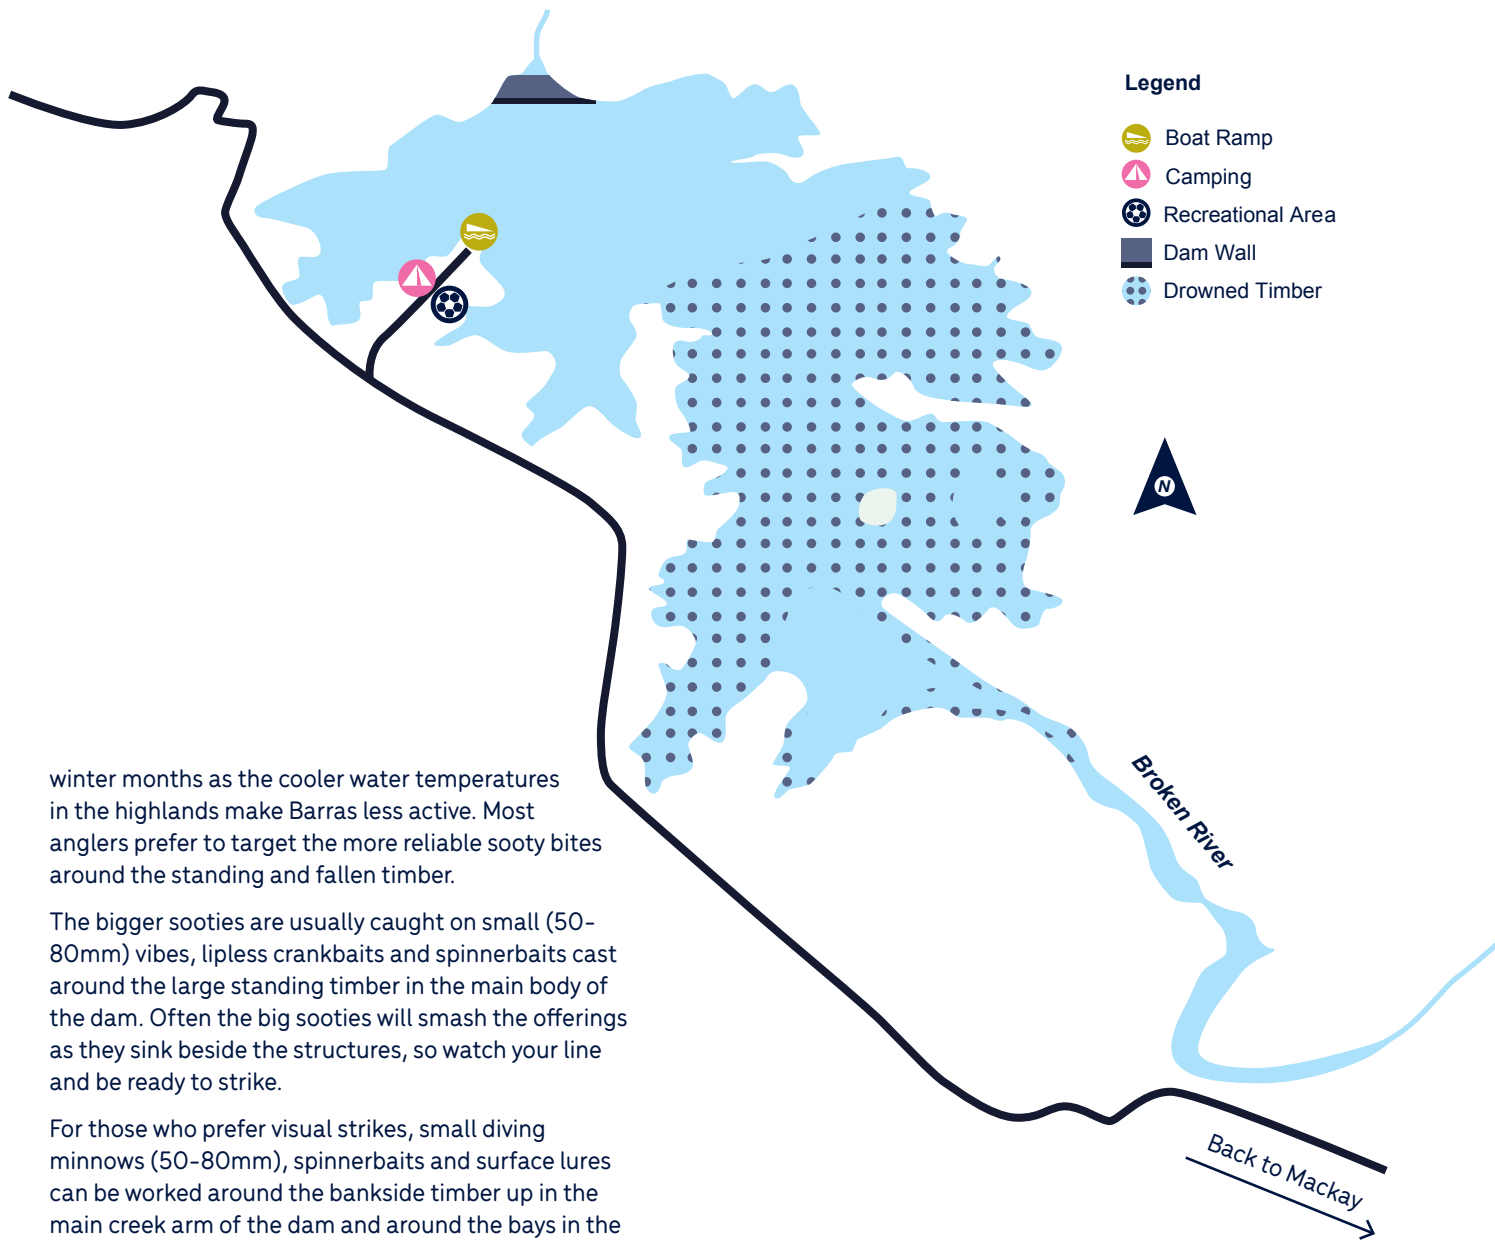 Legend
Boat Ramp
Camping
Recreational Area
Dam Wall
Drowned Timber
N
Broken River
Back to Mackay
winter months as the cooler water temperatures
in the highlands make Barras less active. Most
anglers prefer to target the more reliable sooty bites
around the standing and fallen timber.
The bigger sooties are usually caught on small (50-
80mm) vibes, lipless crankbaits and spinnerbaits cast
around the large standing timber in the main body of
the dam. Often the big sooties will smash the offerings
as they sink beside the structures, so watch your line
and be ready to strike.
For those who prefer visual strikes, small diving
minnows (50-80mm), spinnerbaits and surface lures
can be worked around the bankside timber up in the
main creek arm of the dam and around the bays in the